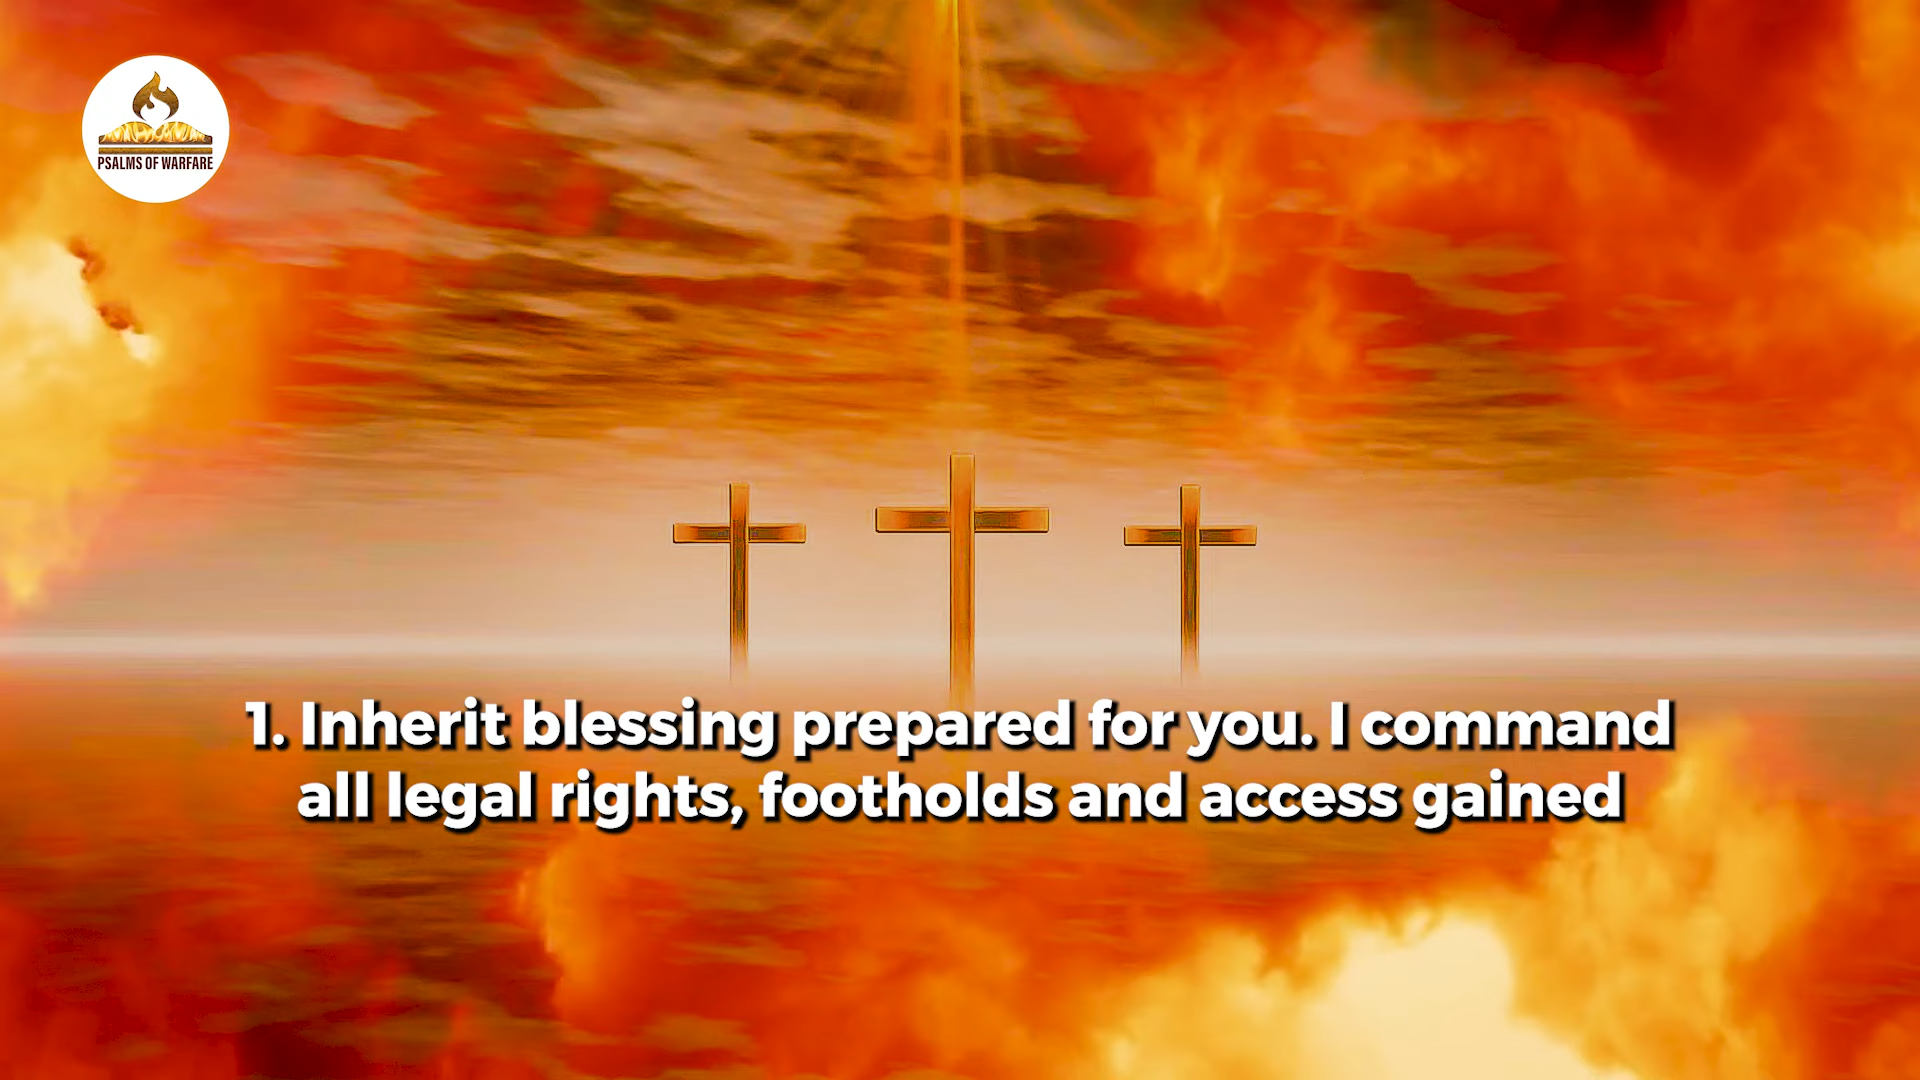 PSALMS OF WARFARE
1. Inherit blessing prepared for you. I command
all legal rights, footholds and access gained